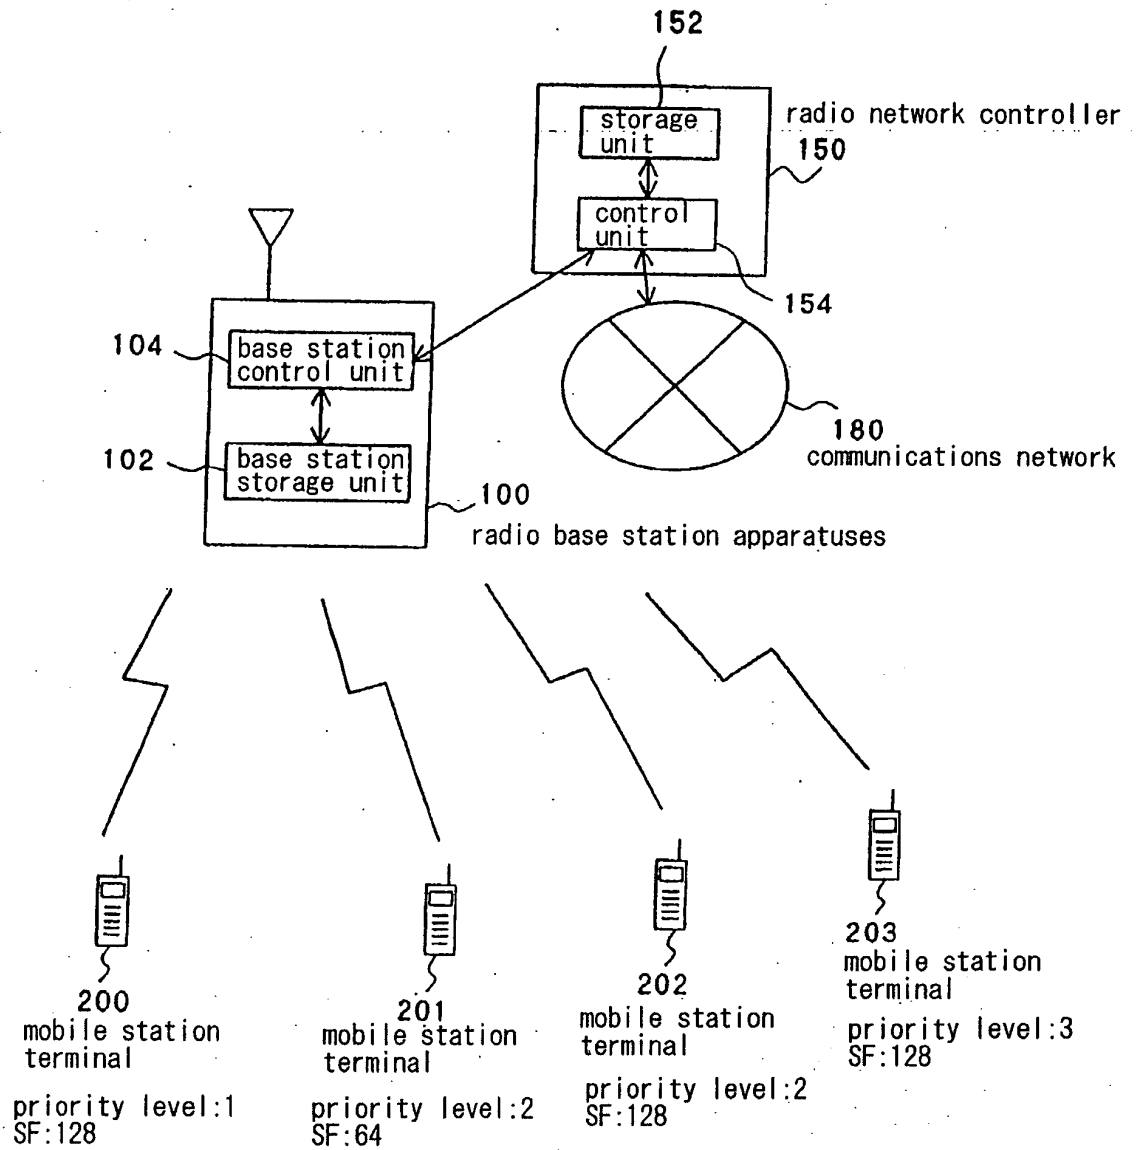 152
storage
unit
radio network controller
150
control
unit
154
104
base station
control unit
102
base station
storage unit
100
radio base station apparatuses
180
communications network
200
mobile station
terminal
priority level:1
SF:128
201
mobile station
terminal
priority level:2
SF:64
202
mobile station
terminal
priority level:2
SF:128
203
mobile station
terminal
priority level:3
SF:128